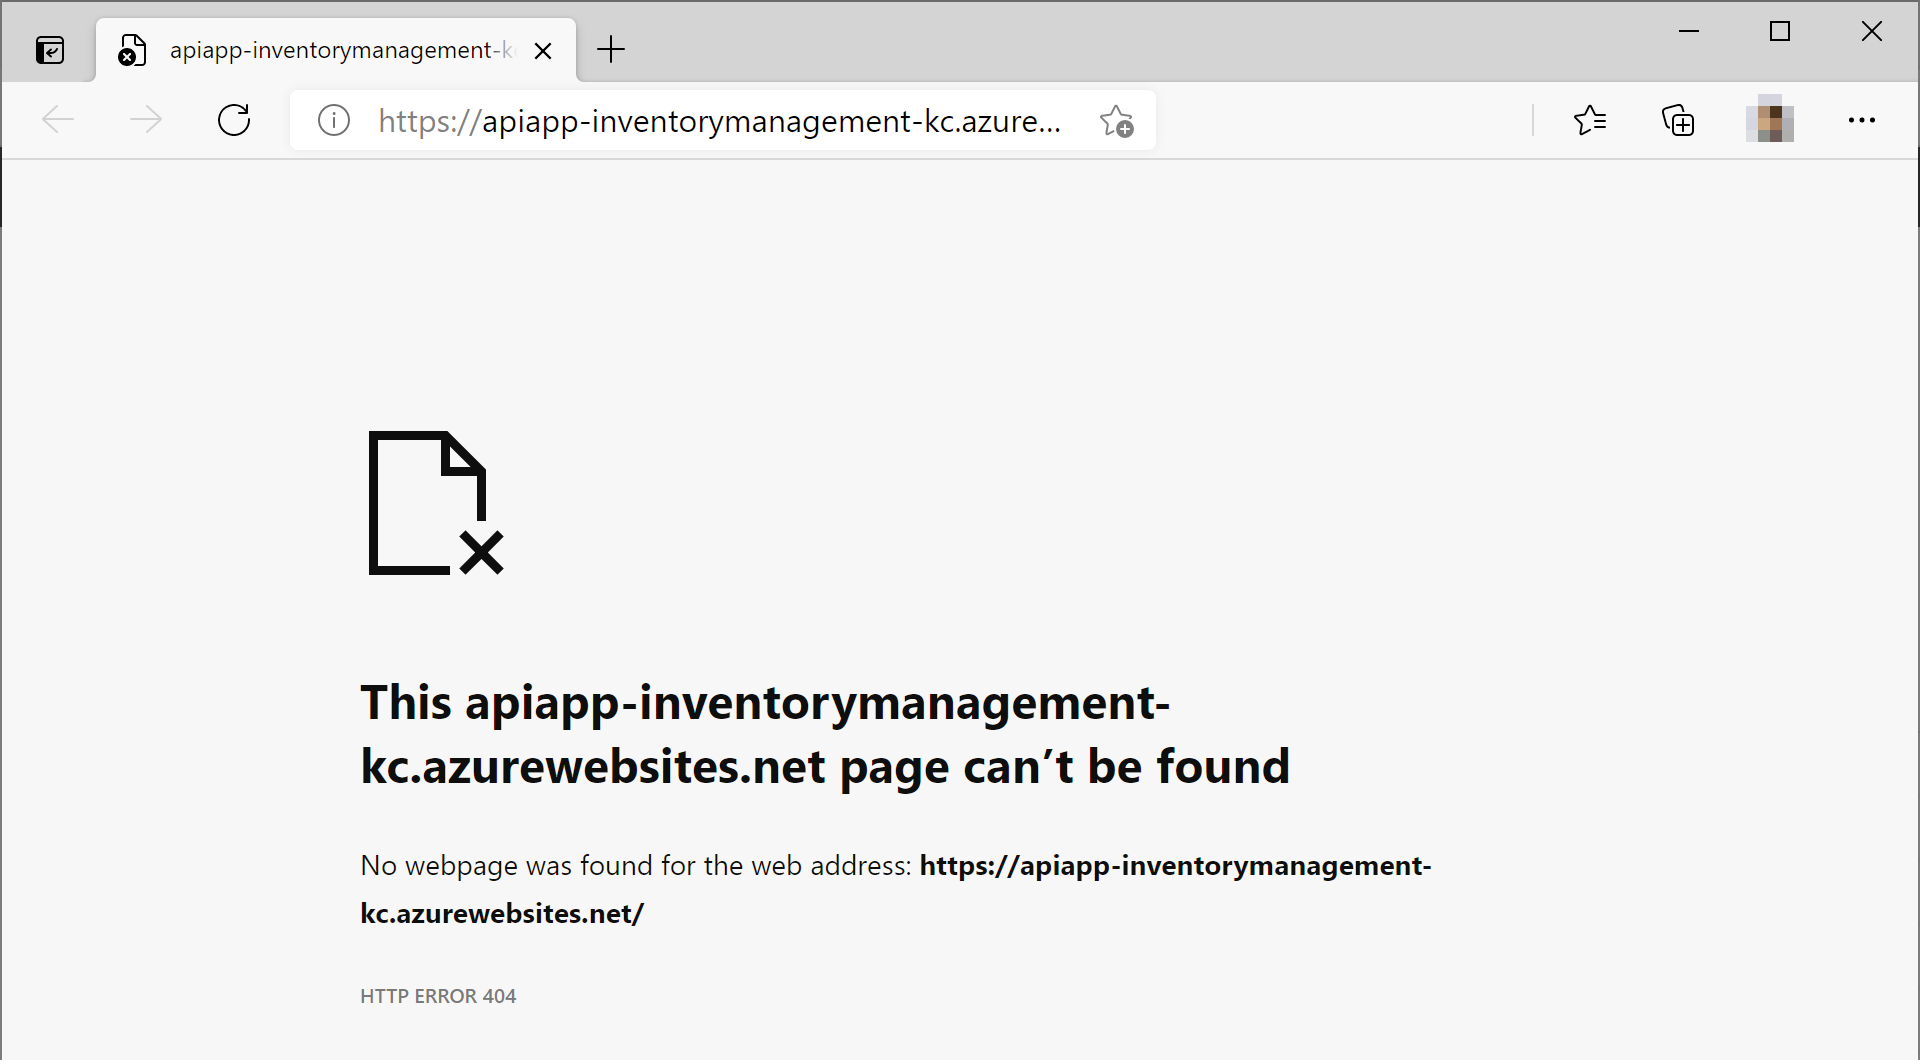 apiapp-inventorymanagement-k
https://apiapp-inventorymanagement-kc.azure...
This apiapp-inventorymanagement-
kc.azurewebsites.net page can’t be found
No webpage was found for the web address: https://apiapp-inventorymanagement-
kc.azurewebsites.net/
HTTP ERROR 404